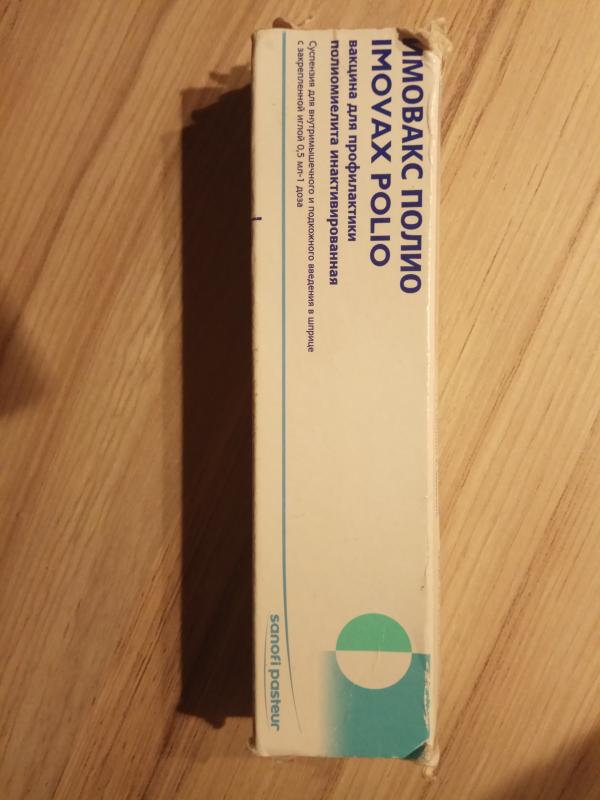 ИМОВАКС ПОЛИО
IMOVAX POLIO
вакцина для профилактики
полиомиелита инактивированная
Суспензия для внутримышечного и подкожного введения в шприце
с закрепленной иглой 0,5 мл-1 доза
sanofi pasteur